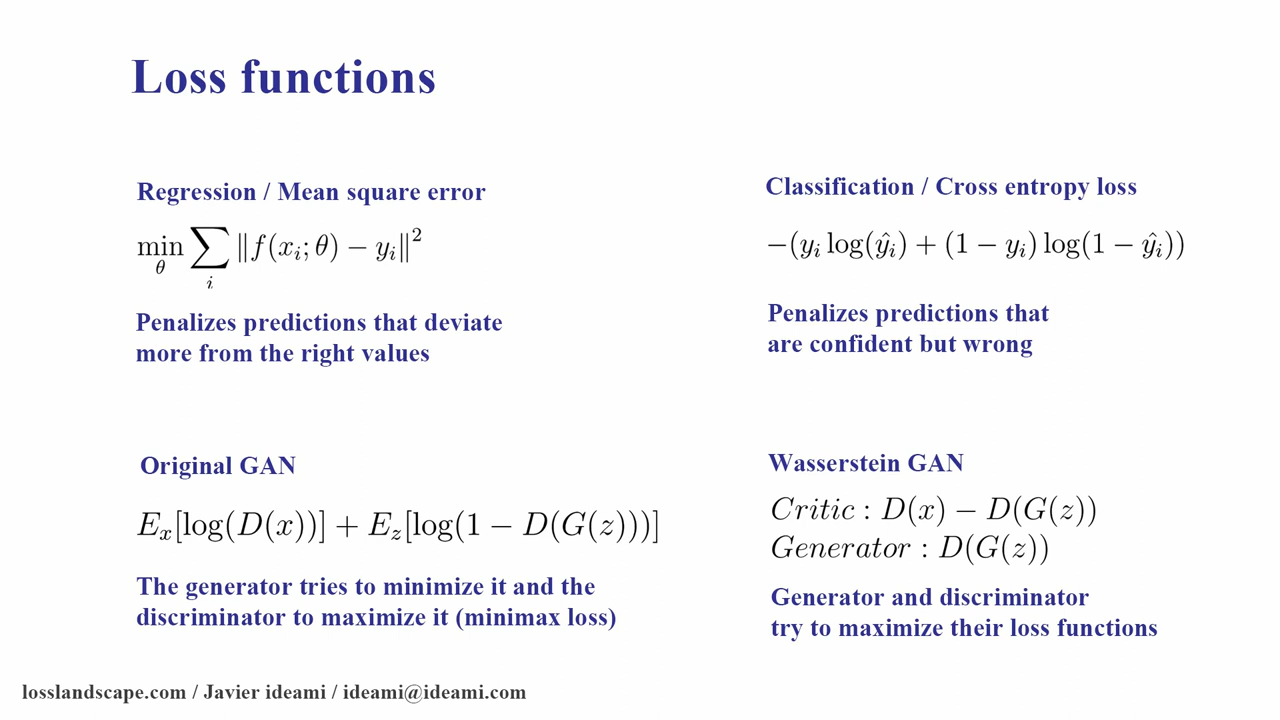 Loss functions
Regression / Mean square error
min_θ ∑_i ‖f(x_i; θ) − y_i‖²
Penalizes predictions that deviate
more from the right values
Classification / Cross entropy loss
−(y_i log(ŷ_i) + (1 − y_i) log(1 − ŷ_i))
Penalizes predictions that
are confident but wrong
Original GAN
E_x[log(D(x))] + E_z[log(1 − D(G(z)))]
The generator tries to minimize it and the
discriminator to maximize it (minimax loss)
Wasserstein GAN
Critic : D(x) − D(G(z))
Generator : D(G(z))
Generator and discriminator
try to maximize their loss functions
losslandscape.com / Javier ideami / ideami@ideami.com